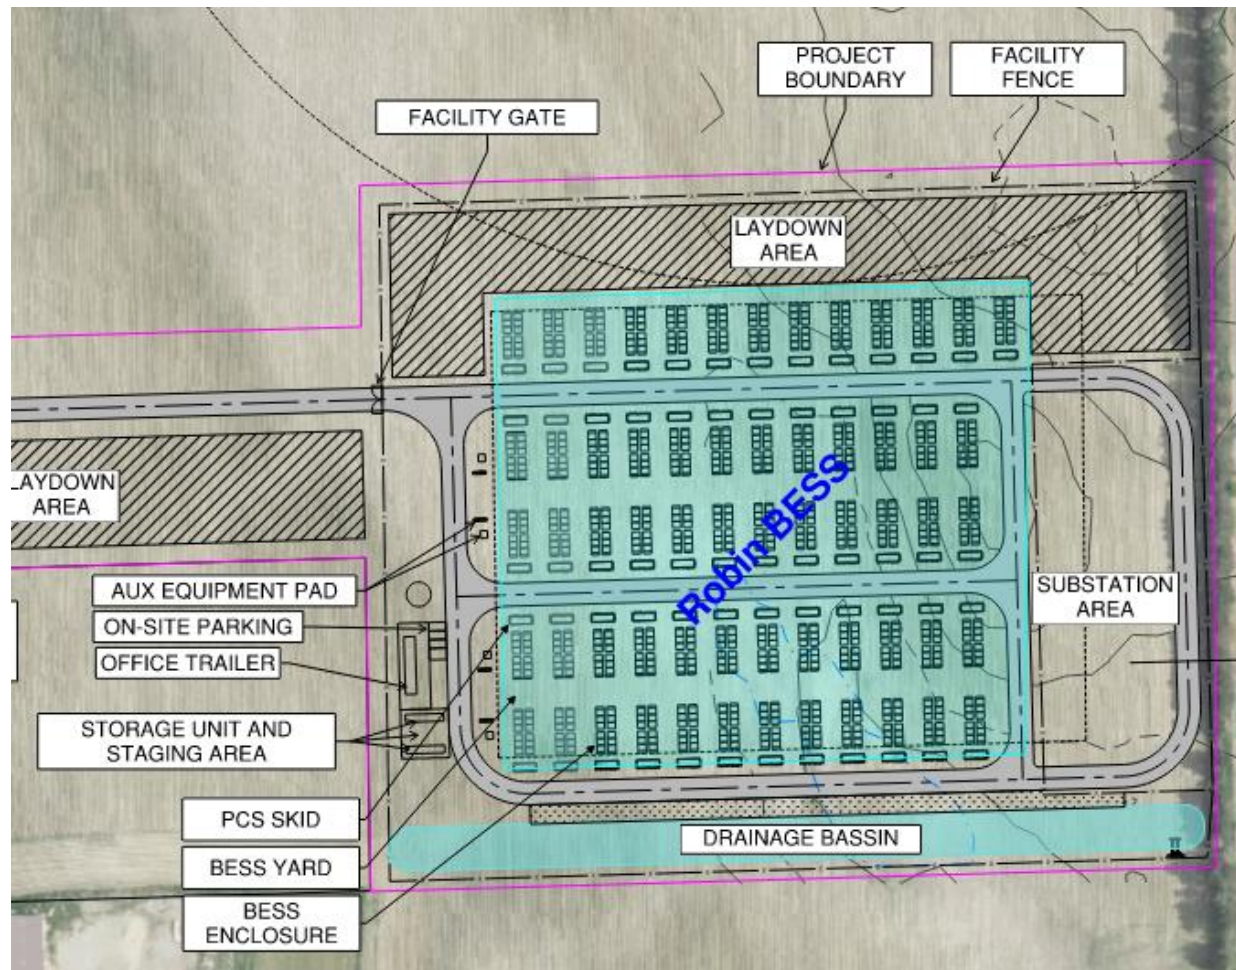 PROJECT
BOUNDARY
FACILITY
FENCE
FACILITY GATE
LAYDOWN
AREA
LAYDOWN
AREA
Robin BESS
AUX EQUIPMENT PAD
ON-SITE PARKING
OFFICE TRAILER
SUBSTATION
AREA
STORAGE UNIT AND
STAGING AREA
PCS SKID
DRAINAGE BASSIN
BESS YARD
BESS
ENCLOSURE